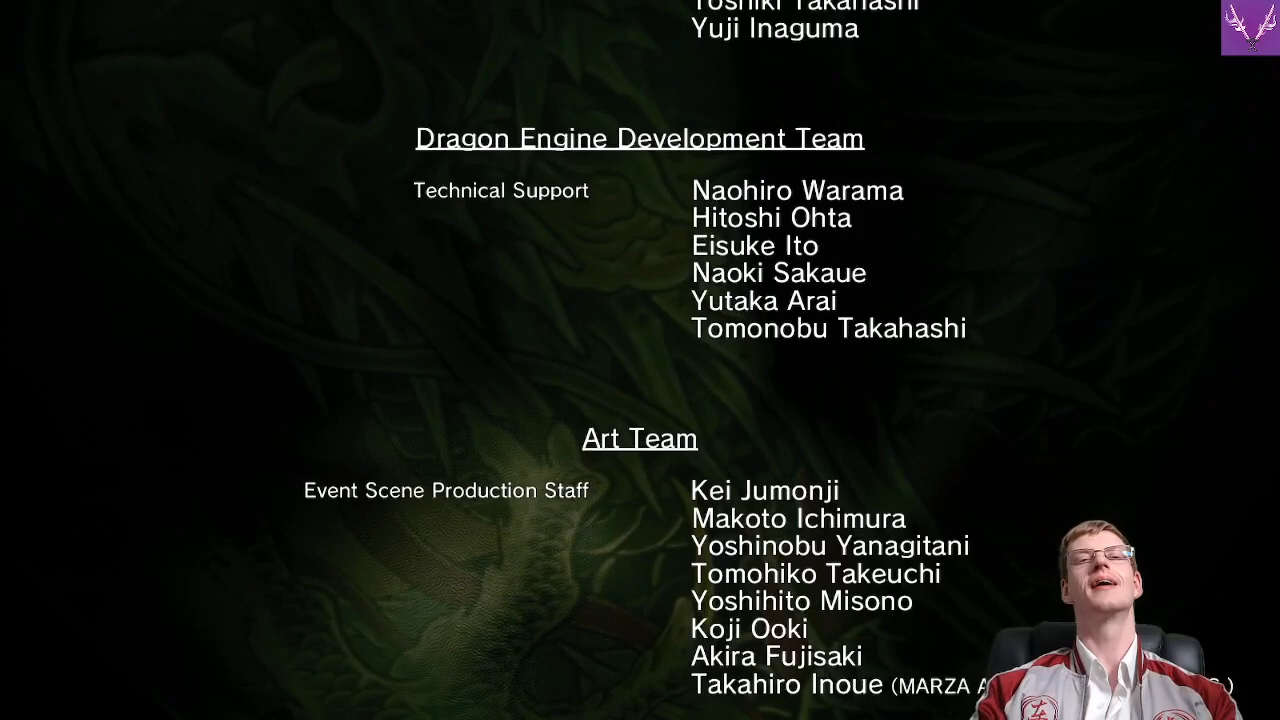 Yoshiki Takahashi
Yuji Inaguma
Dragon Engine Development Team
Technical Support
Naohiro Warama
Hitoshi Ohta
Eisuke Ito
Naoki Sakaue
Yutaka Arai
Tomonobu Takahashi
Art Team
Event Scene Production Staff
Kei Jumonji
Makoto Ichimura
Yoshinobu Yanagitani
Tomohiko Takeuchi
Yoshihito Misono
Koji Ooki
Akira Fujisaki
Takahiro Inoue (MARZA